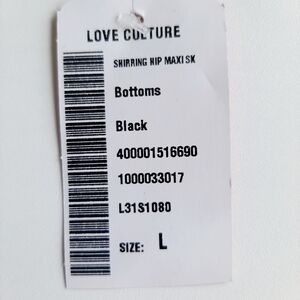 LOVE CULTURE
SHIRRING HIP MAXI SK
Bottoms
Black
400001516690
1000033017
L31S1080
SIZE: L